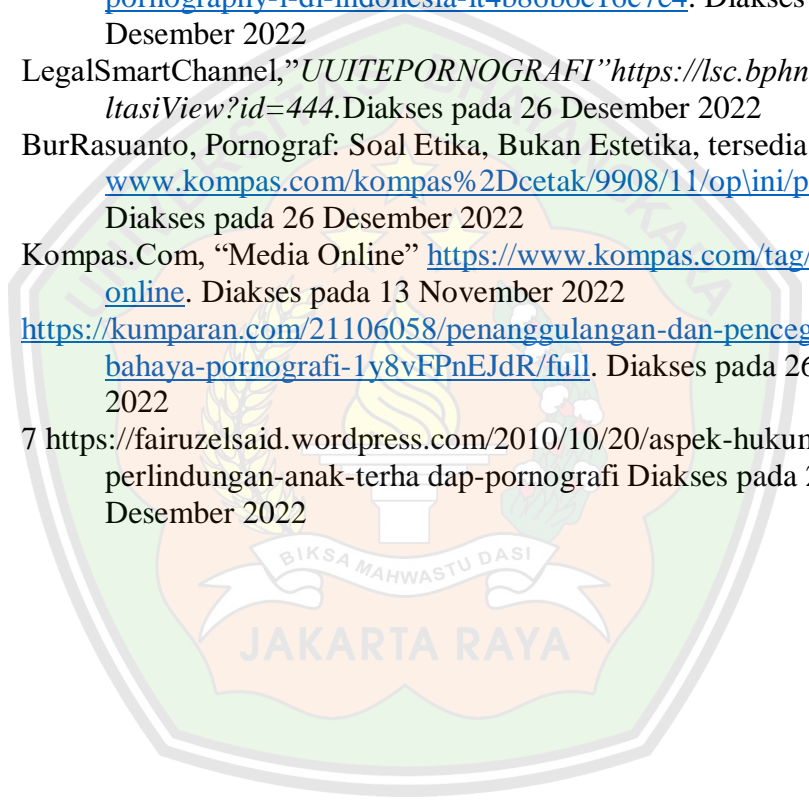 pornography-i-di-indonesia-lt4b86b6c16c7e4. Diakses
Desember 2022
LegalSmartChannel,”UUITEPORNOGRAFI”https://lsc.bphn
ltasiView?id=444.Diakses pada 26 Desember 2022
BurRasuanto, Pornograf: Soal Etika, Bukan Estetika, tersedia
www.kompas.com/kompas%2Dcetak/9908/11/op\ini/p
Diakses pada 26 Desember 2022
Kompas.Com, “Media Online” https://www.kompas.com/tag/
online. Diakses pada 13 November 2022
https://kumparan.com/21106058/penanggulangan-dan-penceg
bahaya-pornografi-1y8vFPnEJdR/full. Diakses pada 26
2022
7 https://fairuzelsaid.wordpress.com/2010/10/20/aspek-hukum
perlindungan-anak-terha dap-pornografi Diakses pada 2
Desember 2022
UNIVERSITAS BHAYANGKARA
BIKSA MAHWASTU DASI
JAKARTA RAYA